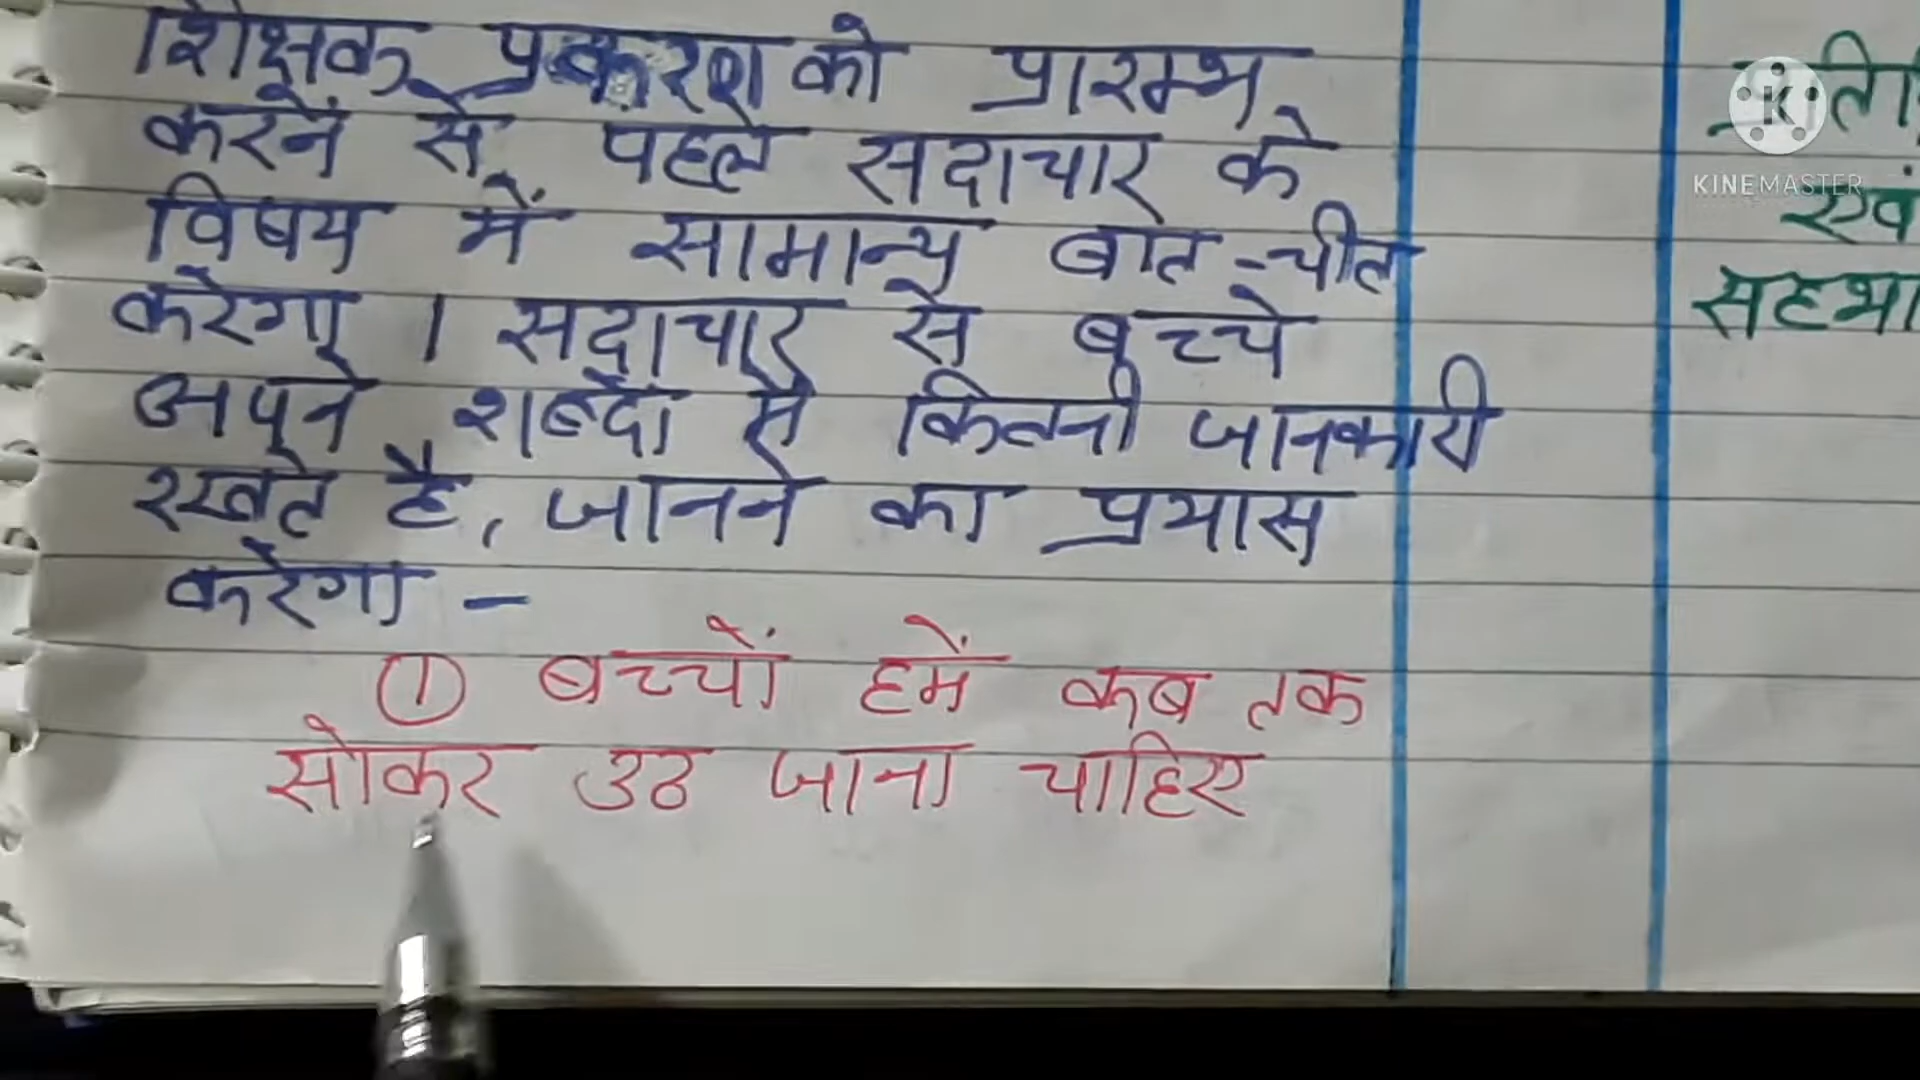 शिक्षक प्रकरण को प्रारम्भ
करने से पहले सदाचार के
विषय में सामान्य बात-चीत
करेगा । सदाचार से बच्चे
अपने शब्दों से कितनी जानकारी
रखते है, जानने का प्रयास
करेगा -
① बच्चों हमें कब तक
सोकर उठ जाना चाहिए
एवं
K
KINEMASTER